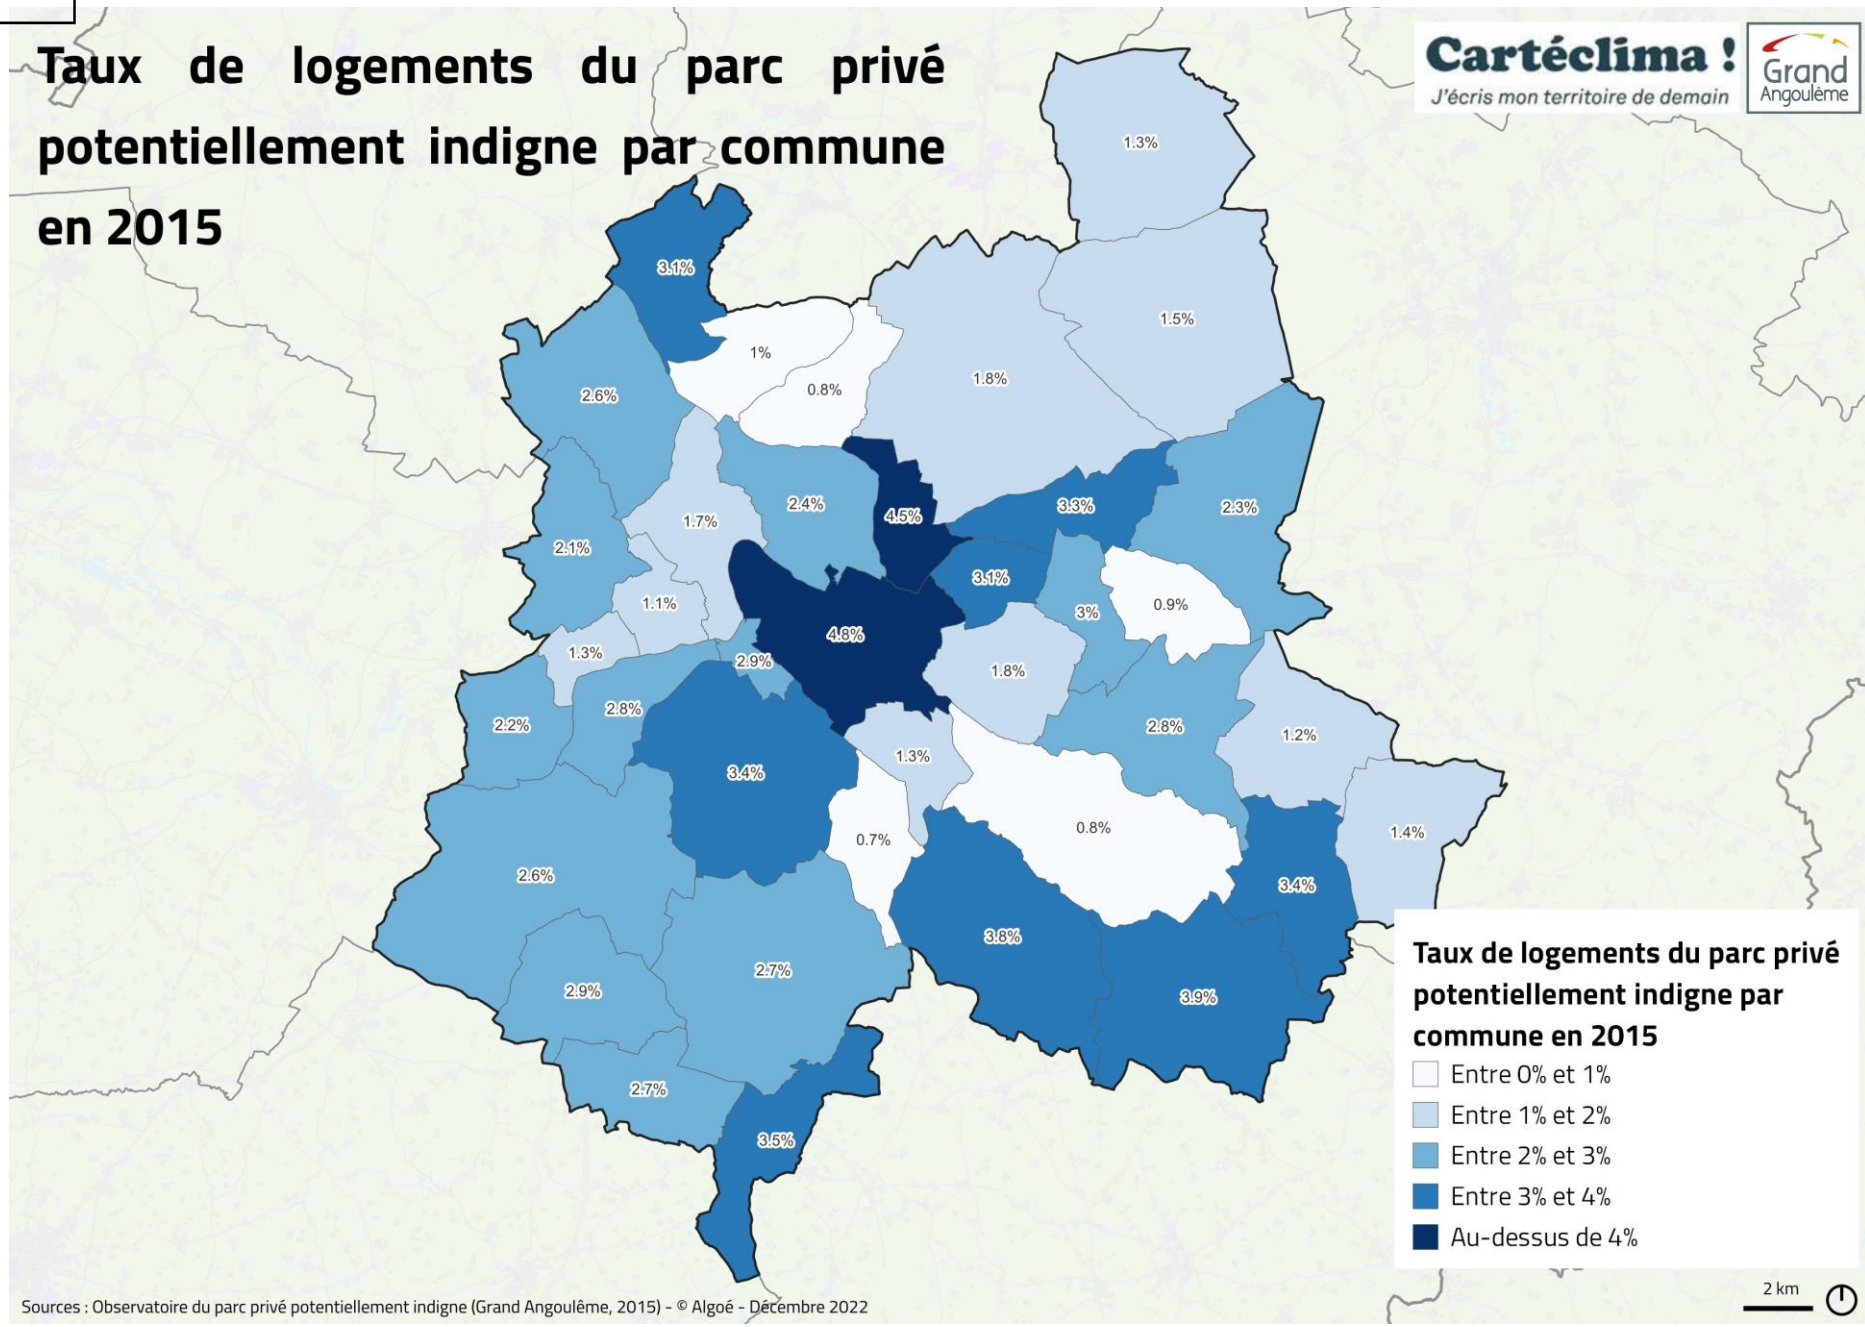 Taux de logements du parc privé
potentiellement indigne par commune
en 2015
Cartéclima !
J'écris mon territoire de demain
Grand
Angoulême
1.3%
3.1%
1.5%
1%
1.8%
0.8%
2.6%
2.4%
3.3%
2.3%
4.5%
1.7%
2.1%
3.1%
1.1%
0.9%
3%
4.8%
1.3%
2.9%
1.8%
2.8%
2.2%
2.8%
1.2%
1.3%
3.4%
0.8%
1.4%
0.7%
2.6%
3.4%
3.8%
2.7%
2.9%
3.9%
2.7%
3.5%
Taux de logements du parc privé
potentiellement indigne par
commune en 2015
Entre 0% et 1%
Entre 1% et 2%
Entre 2% et 3%
Entre 3% et 4%
Au-dessus de 4%
2 km
Sources : Observatoire du parc privé potentiellement indigne (Grand Angoulême, 2015) - © Algoé - Décembre 2022